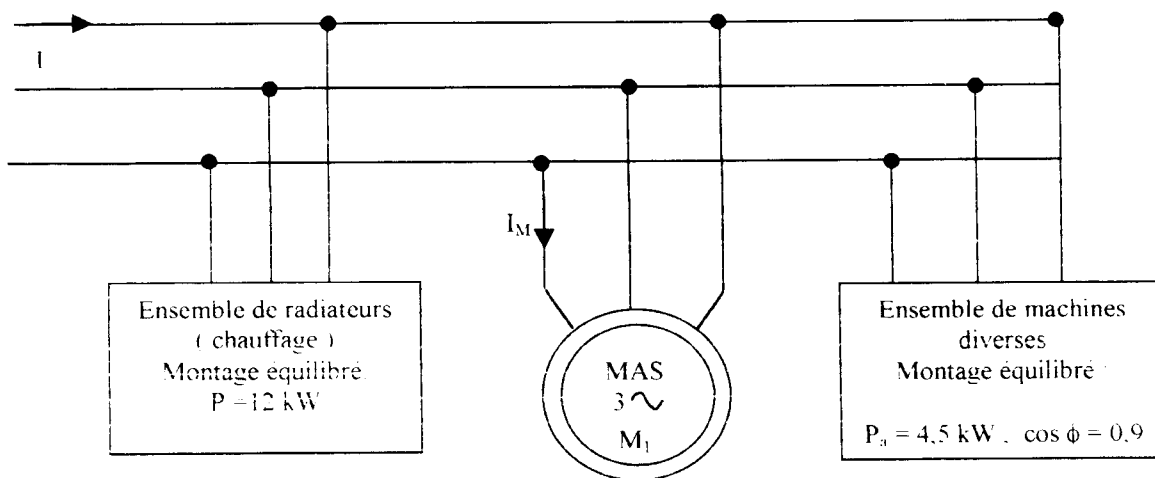 I
I_M
Ensemble de radiateurs
( chauffage )
Montage équilibré
P = 12 kW
MAS
3~
M₁
Ensemble de machines
diverses
Montage équilibré
Pₐ = 4,5 kW , cos ϕ = 0,9